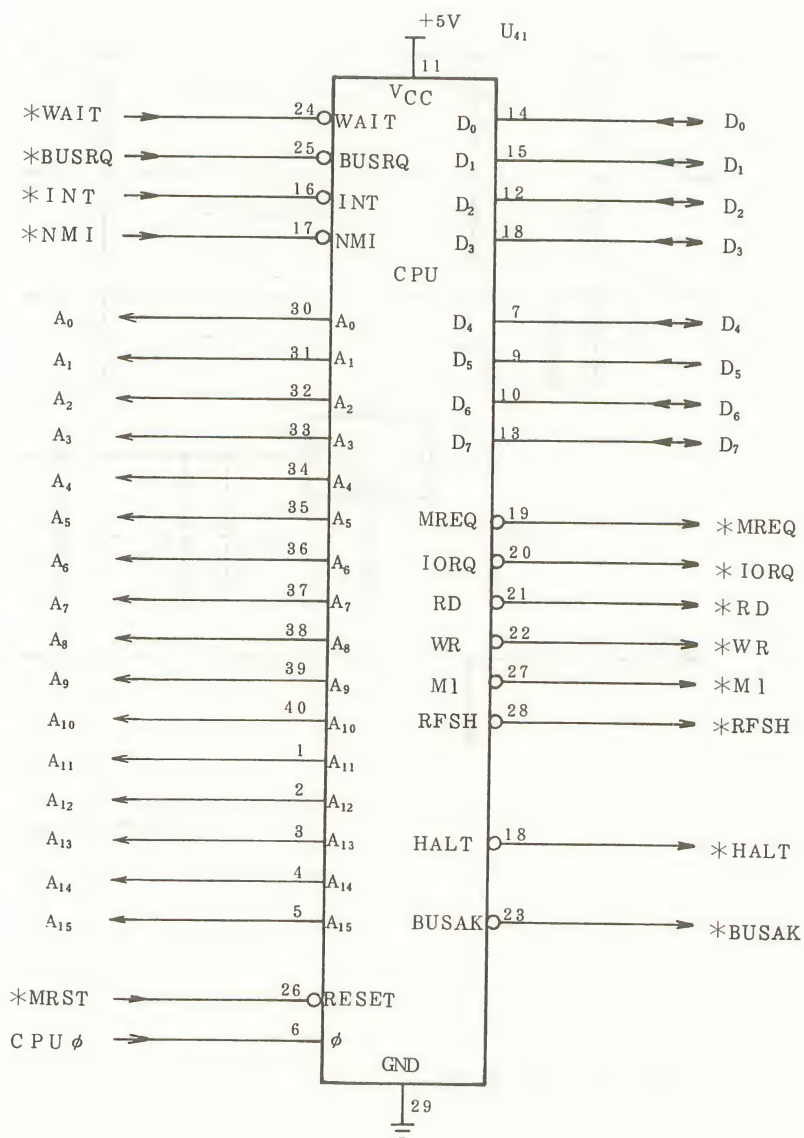 +5V U₄₁
11
VCC
*WAIT 24 WAIT D₀ 14 D₀
*BUSRQ 25 BUSRQ D₁ 15 D₁
*INT 16 INT D₂ 12 D₂
*NMI 17 NMI D₃ 18 D₃
CPU
A₀ 30 A₀ D₄ 7 D₄
A₁ 31 A₁ D₅ 9 D₅
A₂ 32 A₂ D₆ 10 D₆
A₃ 33 A₃ D₇ 13 D₇
A₄ 34 A₄
A₅ 35 A₅ MREQ 19 *MREQ
A₆ 36 A₆ IORQ 20 *IORQ
A₇ 37 A₇ RD 21 *RD
A₈ 38 A₈ WR 22 *WR
A₉ 39 A₉ M1 27 *M1
A₁₀ 40 A₁₀ RFSH 28 *RFSH
A₁₁ 1 A₁₁
A₁₂ 2 A₁₂
A₁₃ 3 A₁₃ HALT 18 *HALT
A₁₄ 4 A₁₄
A₁₅ 5 A₁₅ BUSAK 23 *BUSAK
*MRST 26 RESET
CPUφ 6 φ
GND
29